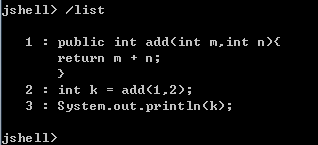 jshell> /list
1 : public int add(int m,int n){
return m + n;
}
2 : int k = add(1,2);
3 : System.out.println(k);
jshell>